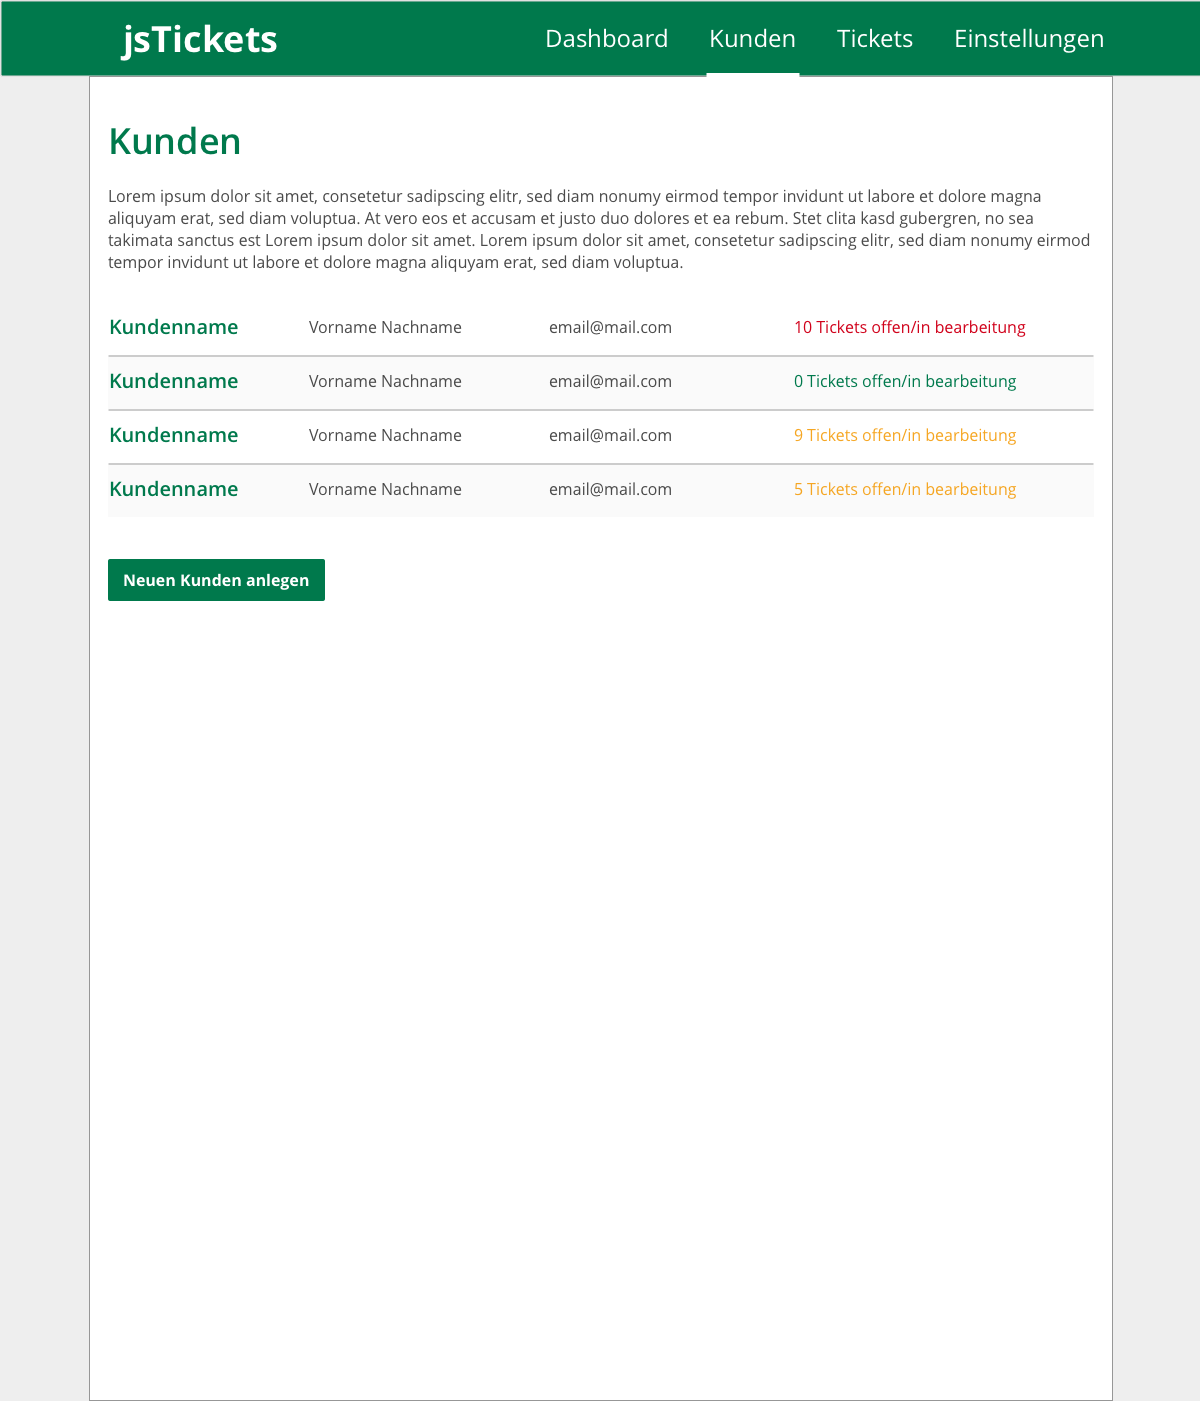 jsTickets Dashboard Kunden Tickets Einstellungen
Kunden
Lorem ipsum dolor sit amet, consetetur sadipscing elitr, sed diam nonumy eirmod tempor invidunt ut labore et dolore magna
aliquyam erat, sed diam voluptua. At vero eos et accusam et justo duo dolores et ea rebum. Stet clita kasd gubergren, no sea
takimata sanctus est Lorem ipsum dolor sit amet. Lorem ipsum dolor sit amet, consetetur sadipscing elitr, sed diam nonumy eirmod
tempor invidunt ut labore et dolore magna aliquyam erat, sed diam voluptua.
Kundenname Vorname Nachname email@mail.com 10 Tickets offen/in bearbeitung
Kundenname Vorname Nachname email@mail.com 0 Tickets offen/in bearbeitung
Kundenname Vorname Nachname email@mail.com 9 Tickets offen/in bearbeitung
Kundenname Vorname Nachname email@mail.com 5 Tickets offen/in bearbeitung
Neuen Kunden anlegen